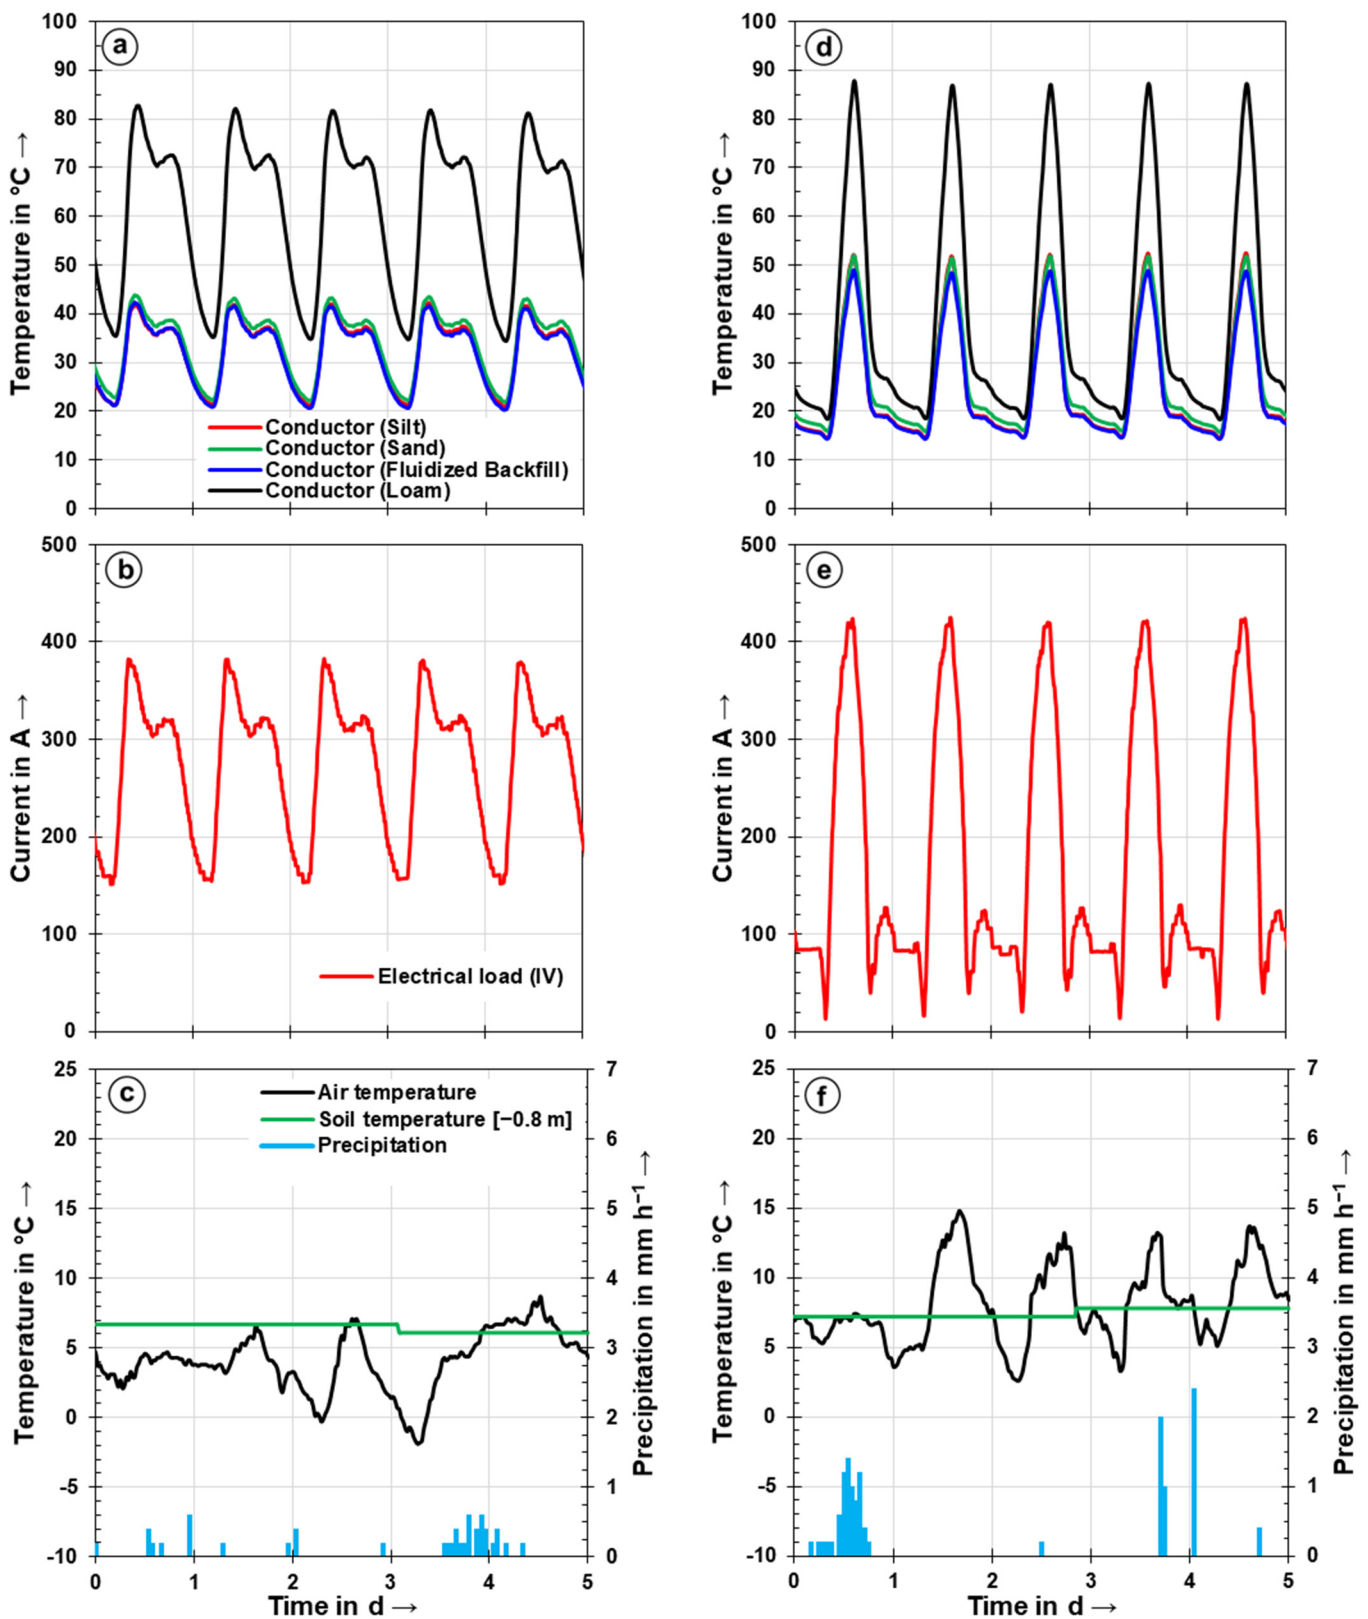 a
100
90
80
70
60
50
40
30
20
10
0
Temperature in °C →
Conductor (Silt)
Conductor (Sand)
Conductor (Fluidized Backfill)
Conductor (Loam)
d
100
90
80
70
60
50
40
30
20
10
0
Temperature in °C →
b
500
400
300
200
100
0
Current in A →
Electrical load (IV)
e
500
400
300
200
100
0
Current in A →
c
25
20
15
10
5
0
-5
-10
Temperature in °C →
Air temperature
Soil temperature [−0.8 m]
Precipitation
7
6
5
4
3
2
1
0
Precipitation in mm h⁻¹ →
0 1 2 3 4 5
Time in d →
f
25
20
15
10
5
0
-5
-10
Temperature in °C →
7
6
5
4
3
2
1
0
Precipitation in mm h⁻¹ →
0 1 2 3 4 5
Time in d →